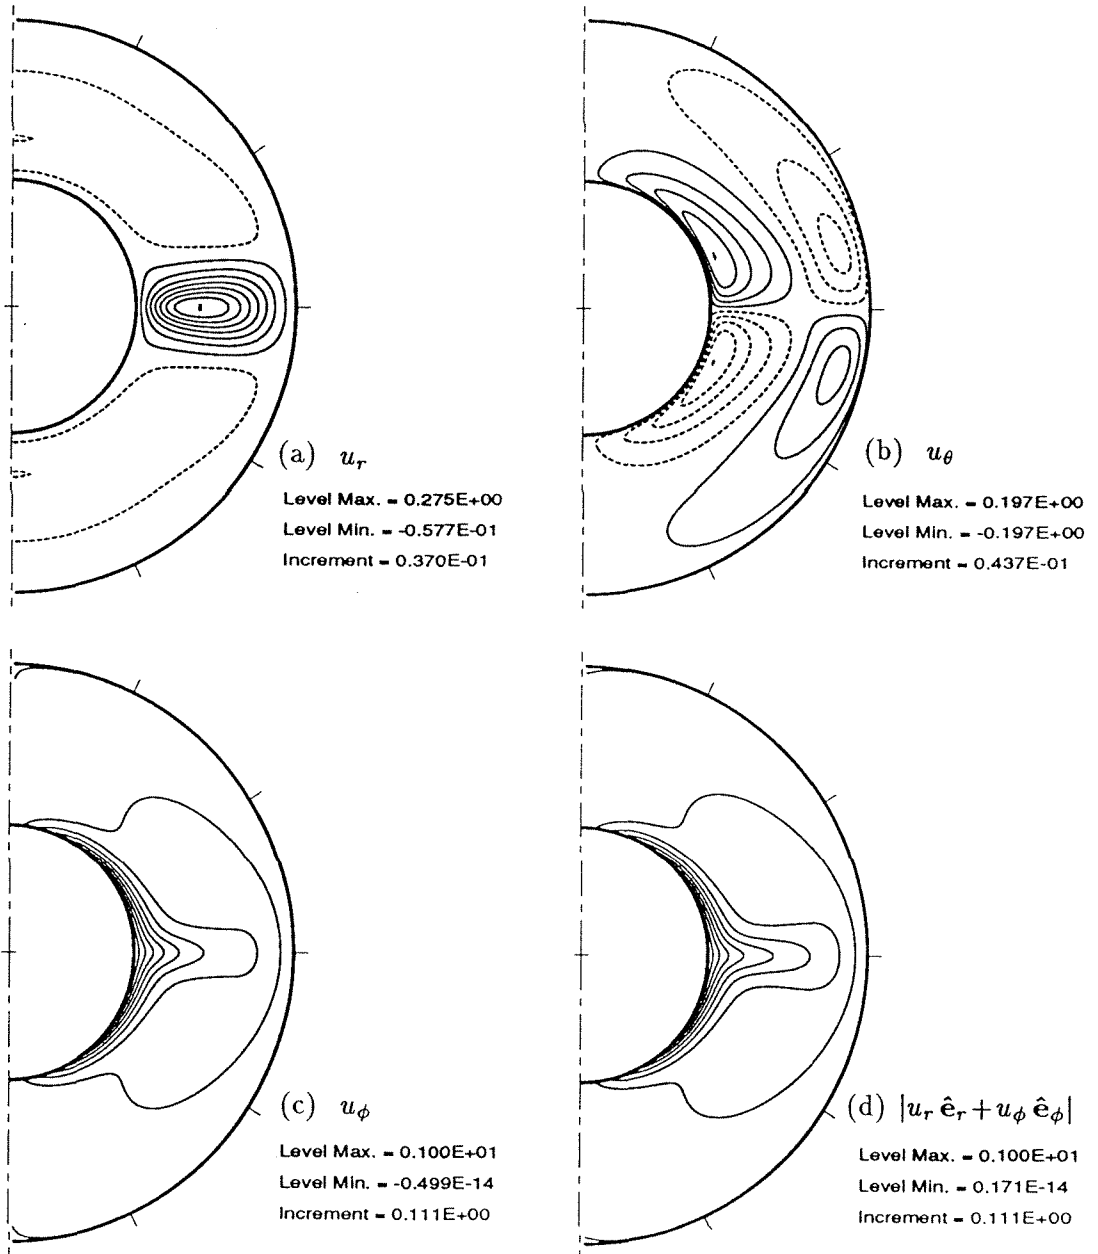 (a) u_r
Level Max. = 0.275E+00
Level Min. = -0.577E-01
Increment = 0.370E-01
(b) u_θ
Level Max. = 0.197E+00
Level Min. = -0.197E+00
Increment = 0.437E-01
(c) u_ϕ
Level Max. = 0.100E+01
Level Min. = -0.499E-14
Increment = 0.111E+00
(d) |u_r ê_r + u_ϕ ê_ϕ|
Level Max. = 0.100E+01
Level Min. = 0.171E-14
Increment = 0.111E+00